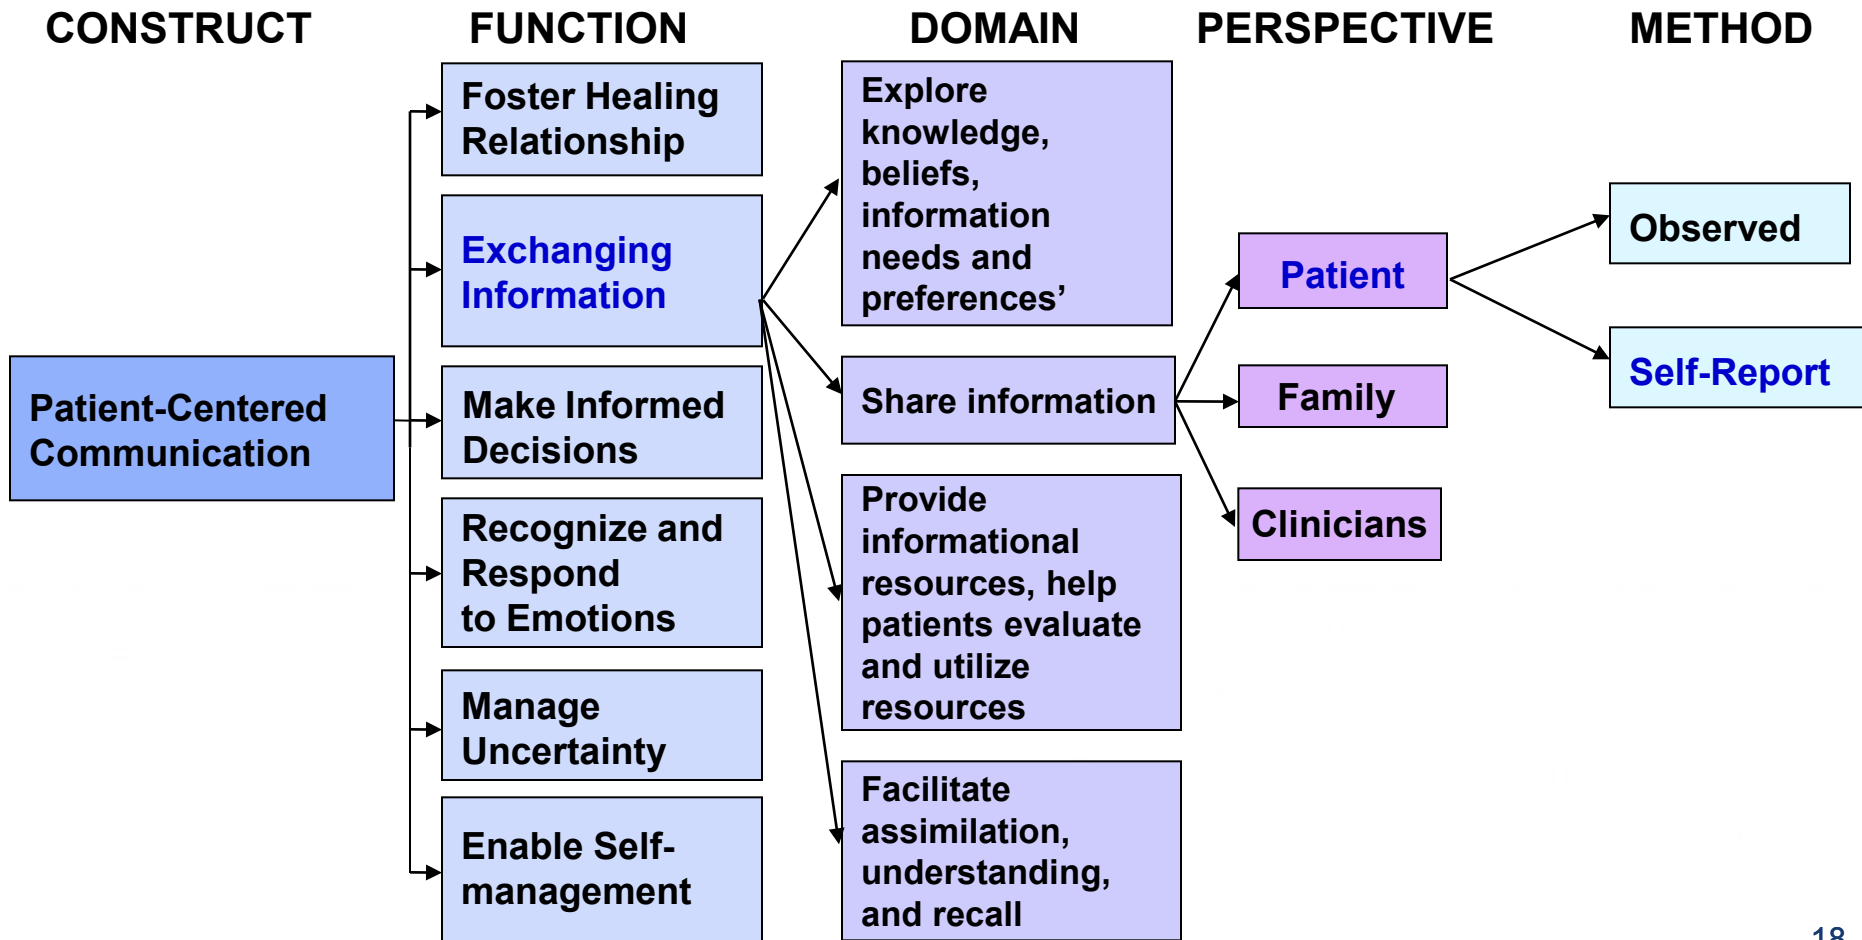 CONSTRUCT
FUNCTION
DOMAIN
PERSPECTIVE
METHOD
Patient-Centered
Communication
Foster Healing
Relationship
Exchanging
Information
Make Informed
Decisions
Recognize and
Respond
to Emotions
Manage
Uncertainty
Enable Self-
management
Explore
knowledge,
beliefs,
information
needs and
preferences’
Share information
Provide
informational
resources, help
patients evaluate
and utilize
resources
Facilitate
assimilation,
understanding,
and recall
Patient
Family
Clinicians
Observed
Self-Report
18